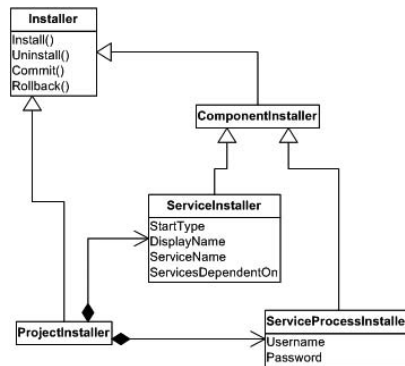 Installer
Install()
Uninstall()
Commit()
Rollback()
ComponentInstaller
ServiceInstaller
StartType
DisplayName
ServiceName
ServicesDependentOn
ProjectInstaller
ServiceProcessInstalle
Username
Password